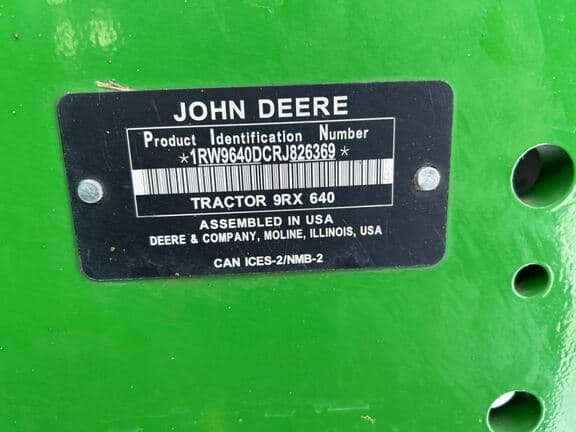 JOHN DEERE
Product Identification Number
*1RW9640DCRJ826369*
TRACTOR 9RX 640
ASSEMBLED IN USA
DEERE & COMPANY, MOLINE, ILLINOIS, USA
CAN ICES-2/NMB-2